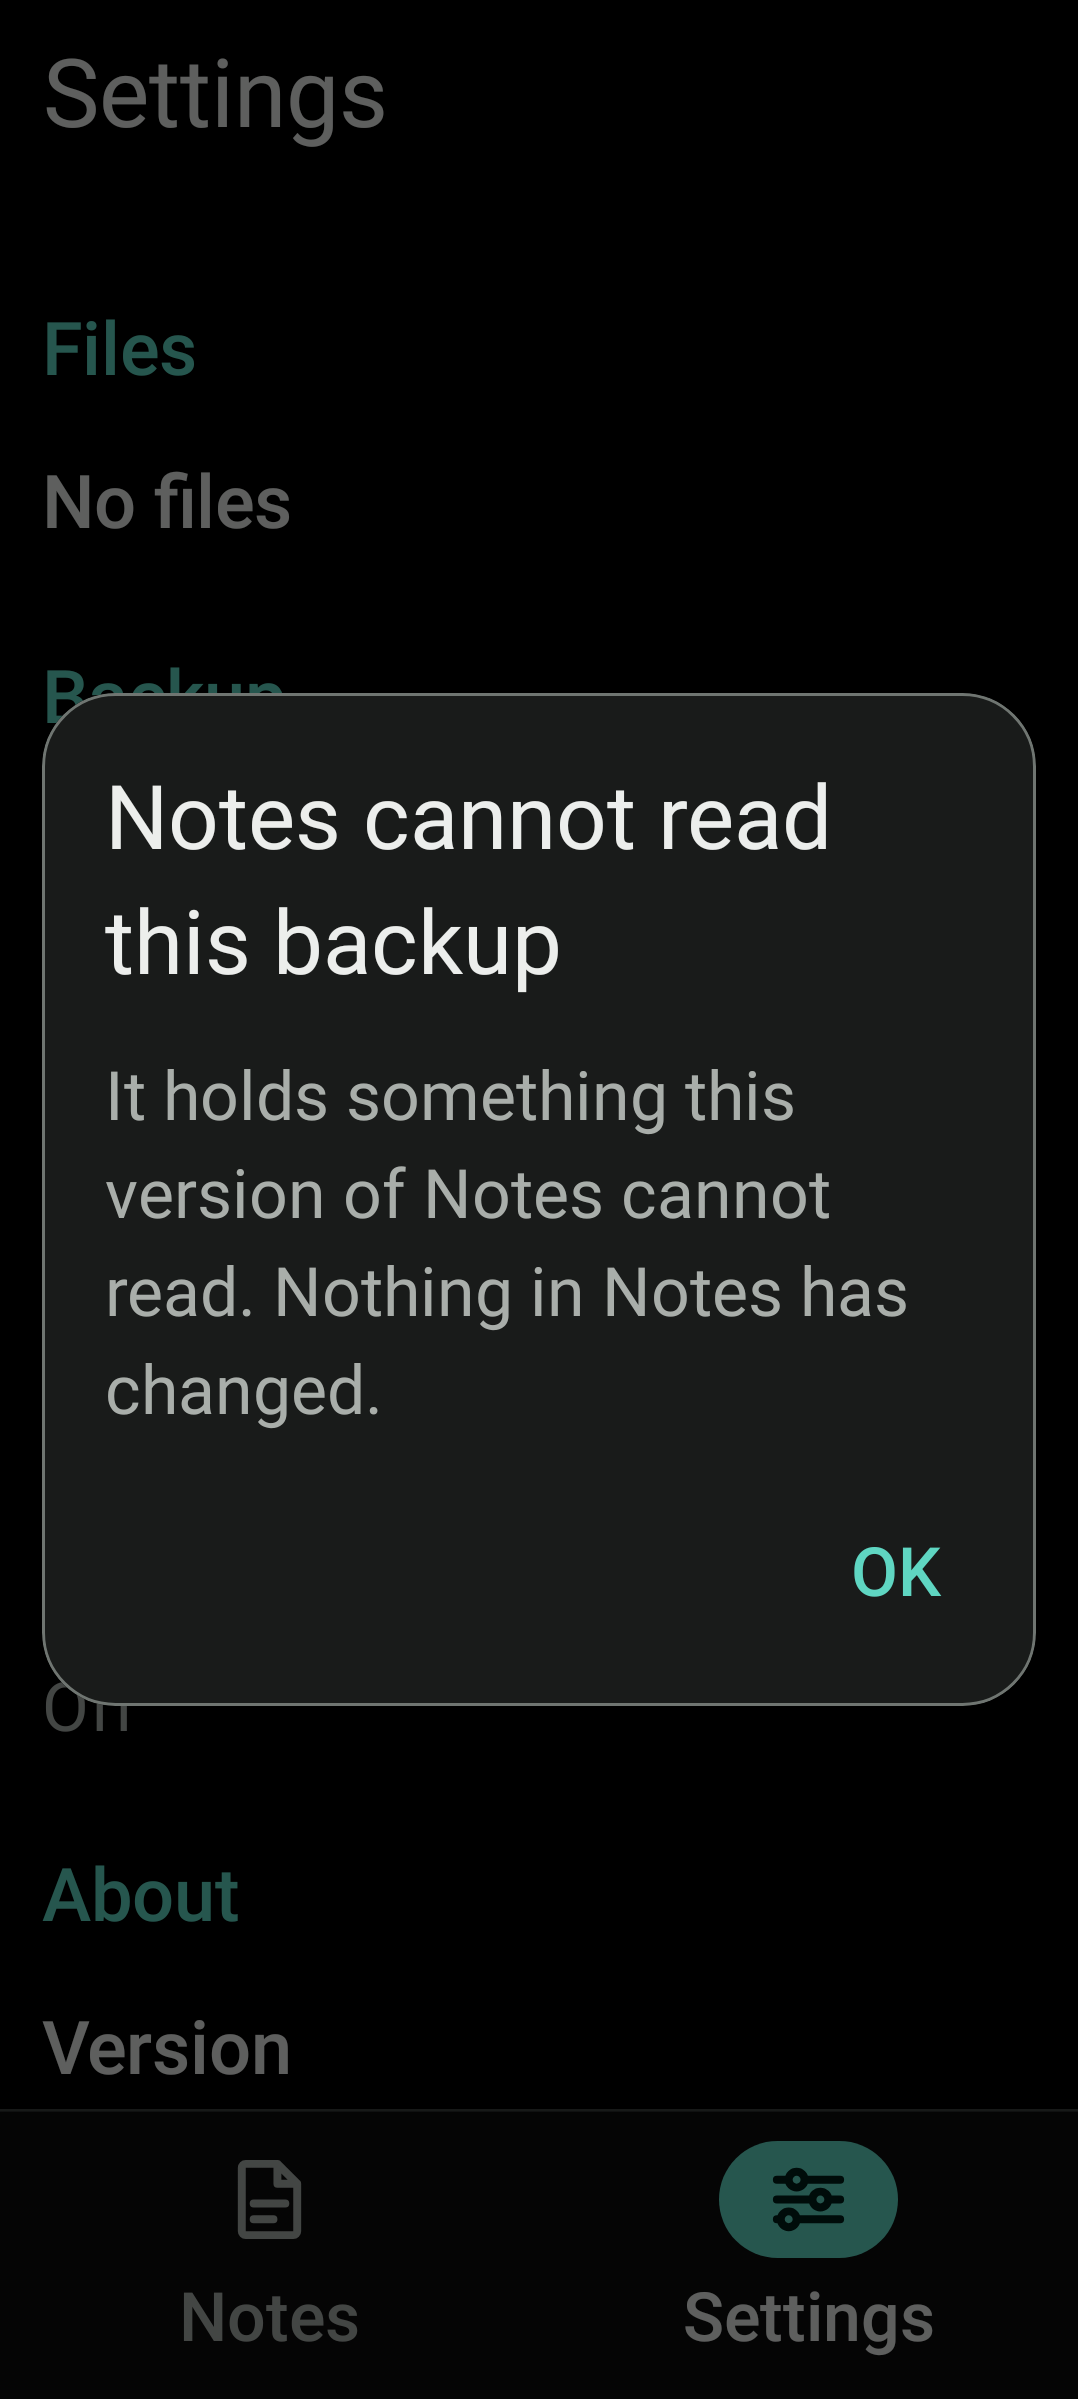 Settings
Files
No files
Backup
Notes cannot read
this backup
It holds something this
version of Notes cannot
read. Nothing in Notes has
changed.
OK
About
Version
Notes
Settings